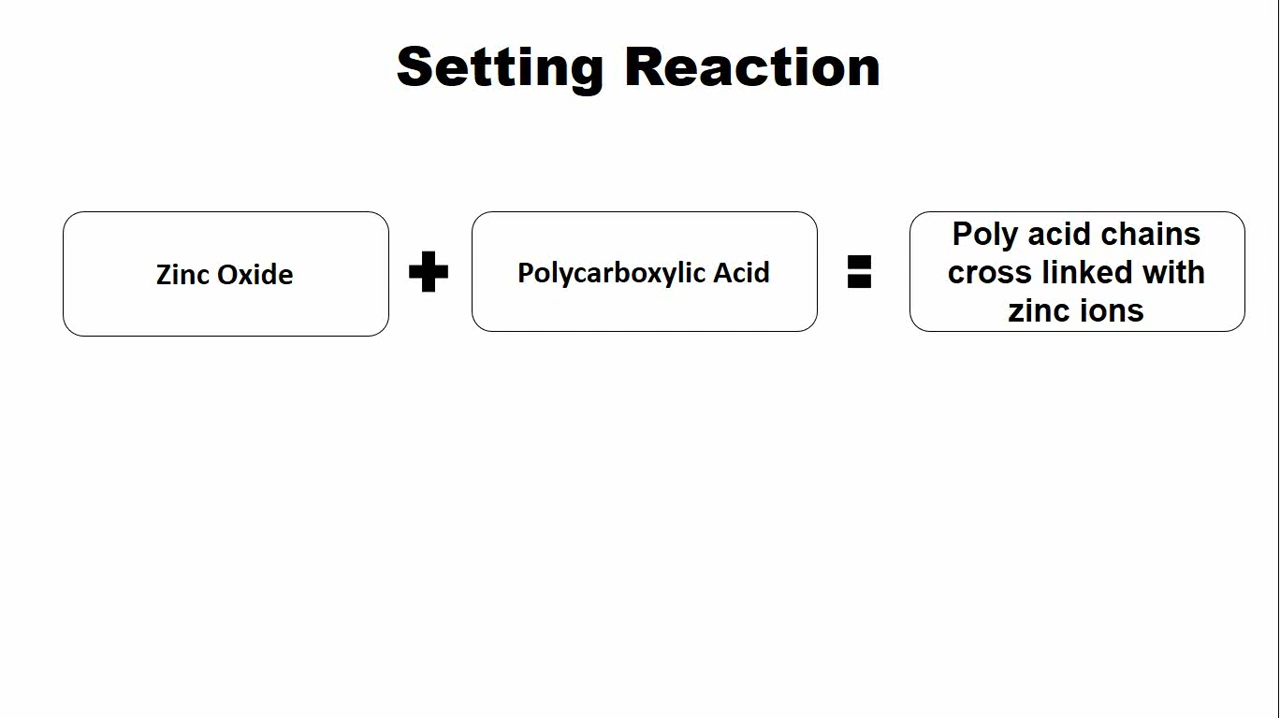 Setting Reaction
Zinc Oxide
+
Polycarboxylic Acid
=
Poly acid chains
cross linked with
zinc ions